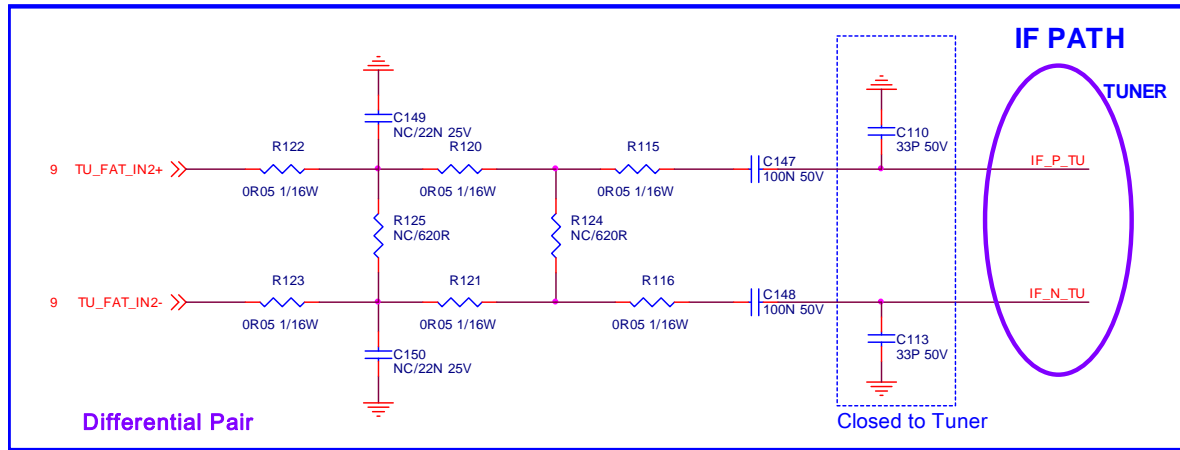 IF PATH
TUNER
C149
NC/22N 25V
C110
33P 50V
R122
R120
R115
C147
100N 50V
IF_P_TU
9 TU_FAT_IN2+
0R05 1/16W
0R05 1/16W
0R05 1/16W
R125
NC/620R
R124
NC/620R
R123
R121
R116
C148
100N 50V
IF_N_TU
9 TU_FAT_IN2-
0R05 1/16W
0R05 1/16W
0R05 1/16W
C150
NC/22N 25V
C113
33P 50V
Differential Pair
Closed to Tuner